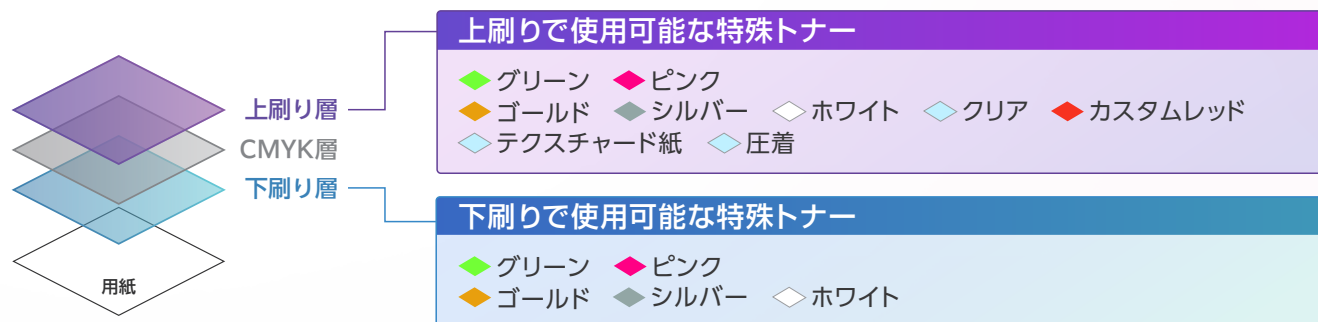 上刷りで使用可能な特殊トナー
グリーン ピンク
ゴールド シルバー ホワイト クリア カスタムレッド
テクスチャード紙 圧着
上刷り層
CMYK層
下刷り層
用紙
下刷りで使用可能な特殊トナー
グリーン ピンク
ゴールド シルバー ホワイト